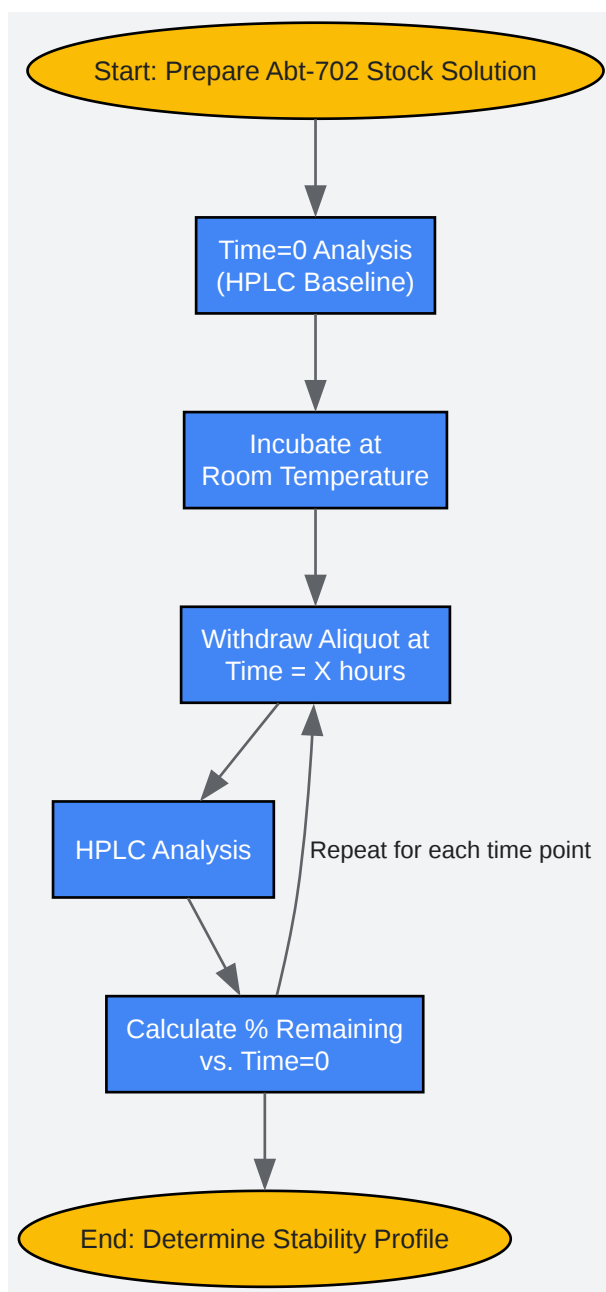 Start: Prepare Abt-702 Stock Solution
Time=0 Analysis
(HPLC Baseline)
Incubate at
Room Temperature
Withdraw Aliquot at
Time = X hours
HPLC Analysis
Repeat for each time point
Calculate % Remaining
vs. Time=0
End: Determine Stability Profile